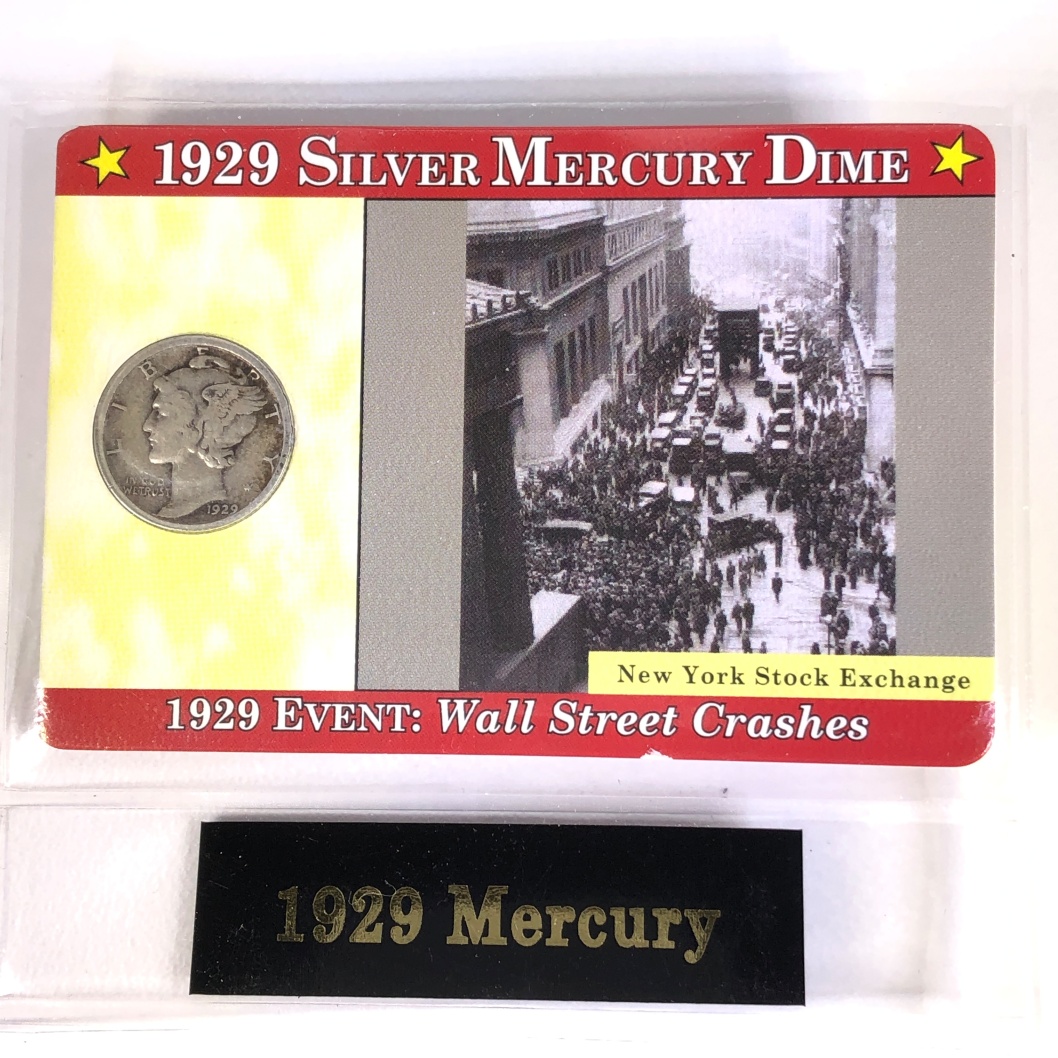 1929 SILVER MERCURY DIME
LIBERTY
IN GOD
WE TRUST
1929
New York Stock Exchange
1929 EVENT: Wall Street Crashes
1929 Mercury